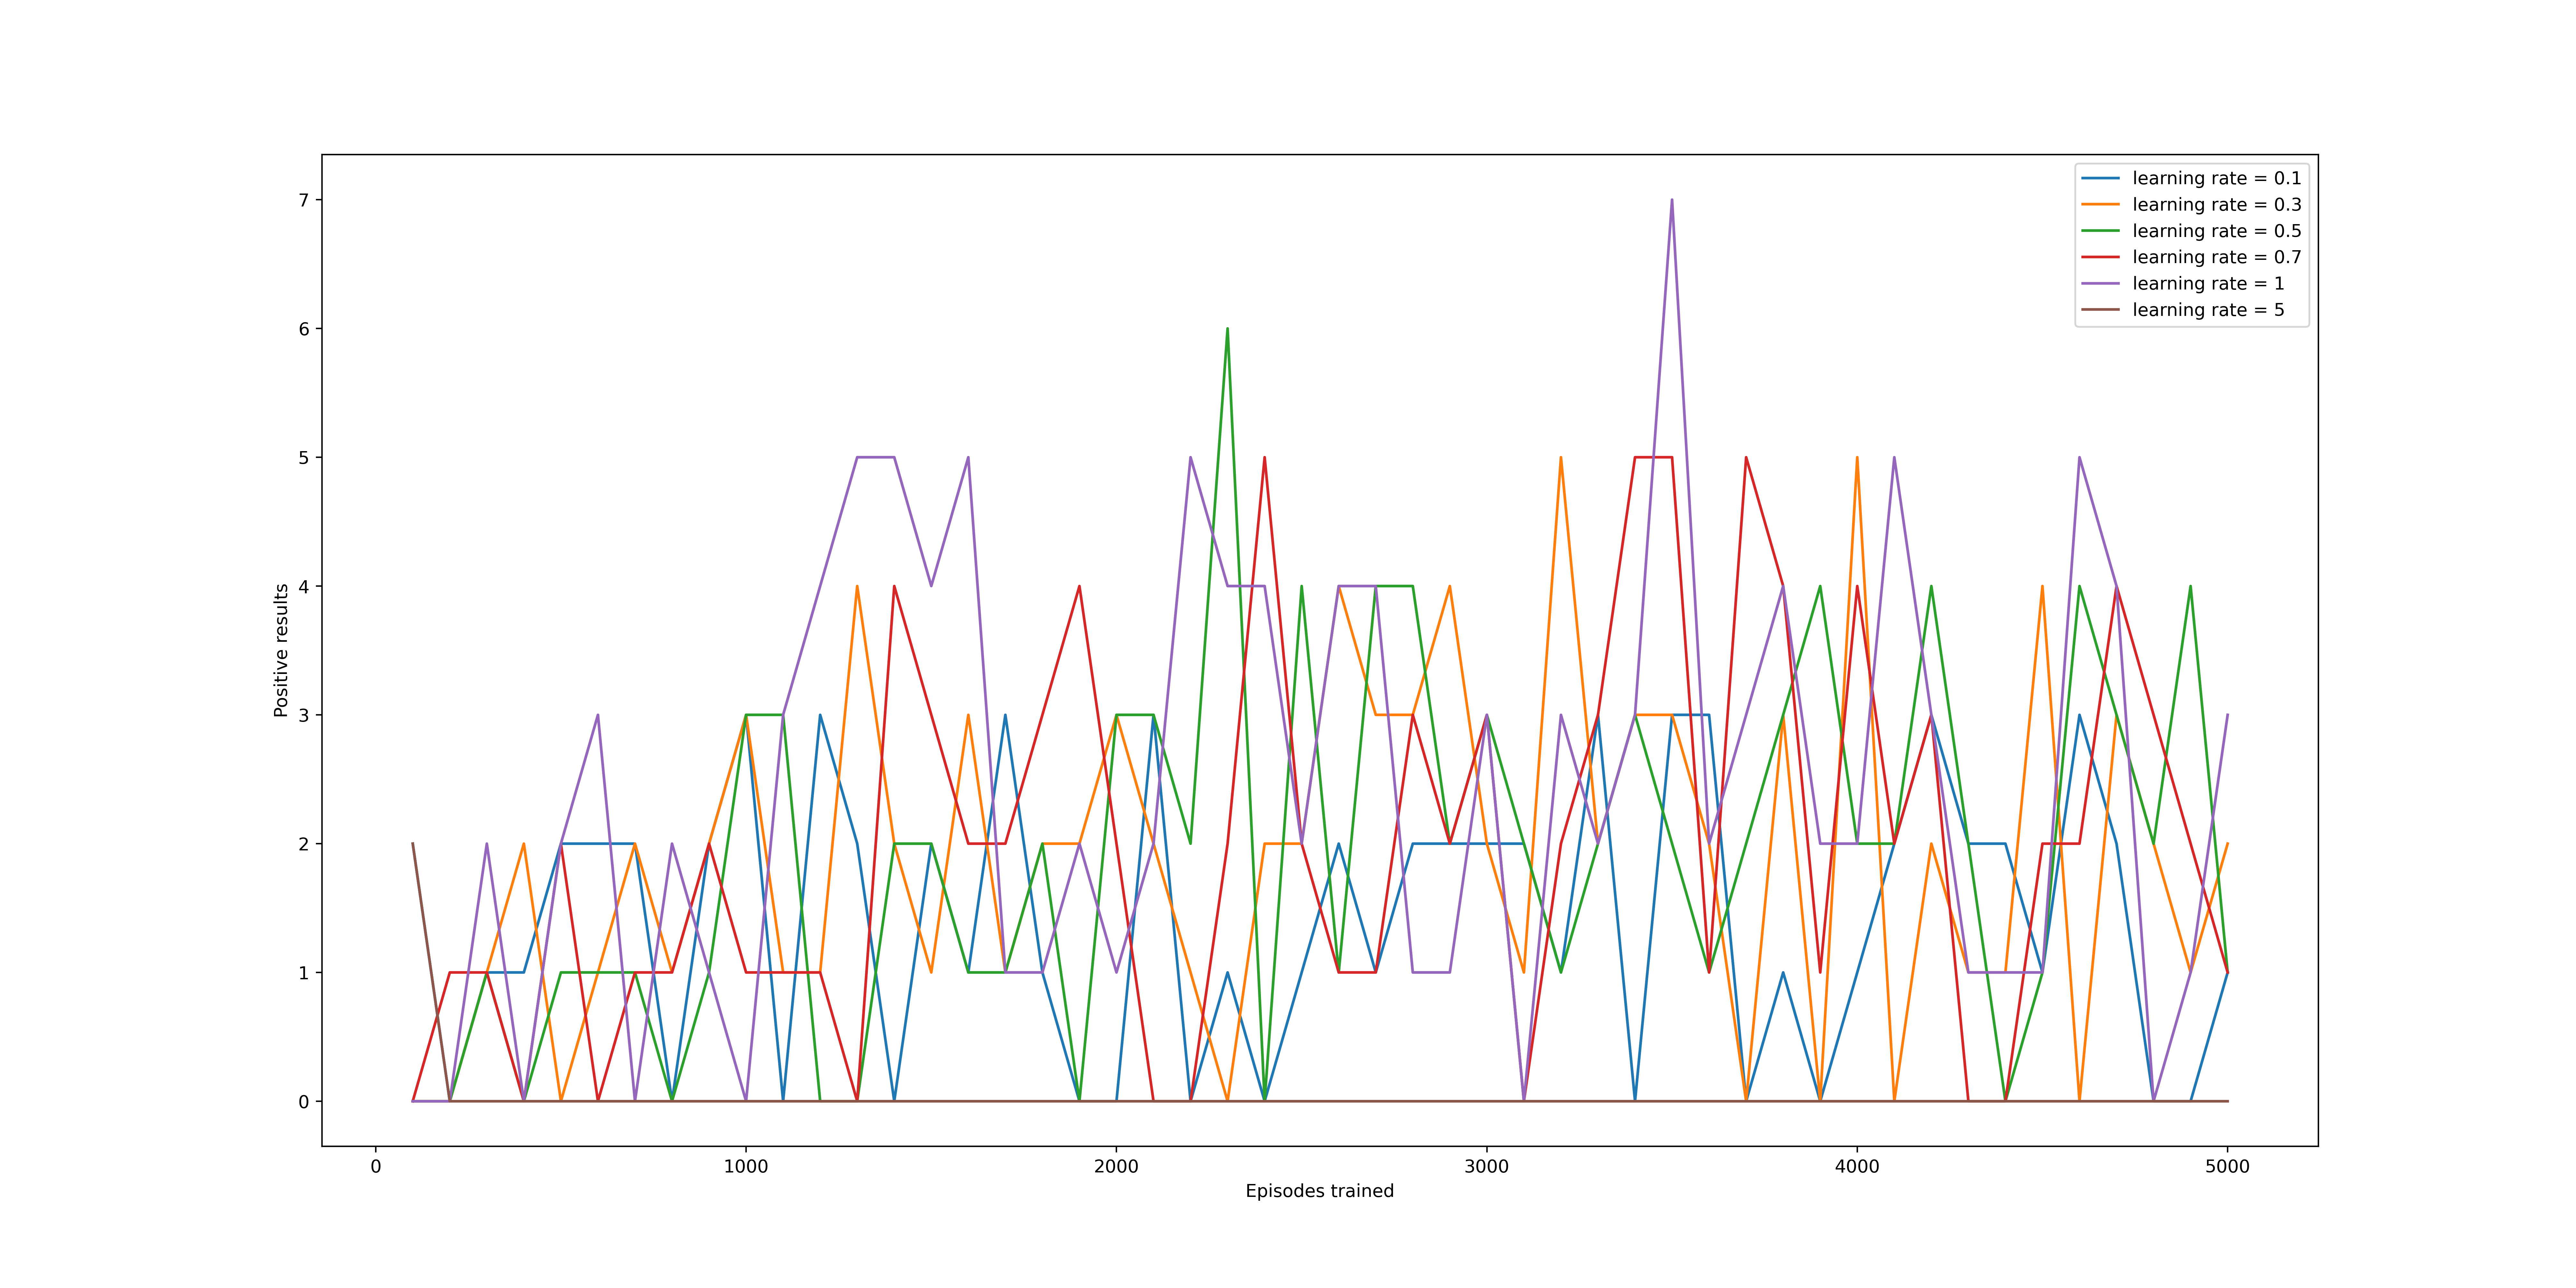 learning rate = 0.1
learning rate = 0.3
learning rate = 0.5
learning rate = 0.7
learning rate = 1
learning rate = 5
7
6
5
4
3
2
1
0
Positive results
0 1000 2000 3000 4000 5000
Episodes trained